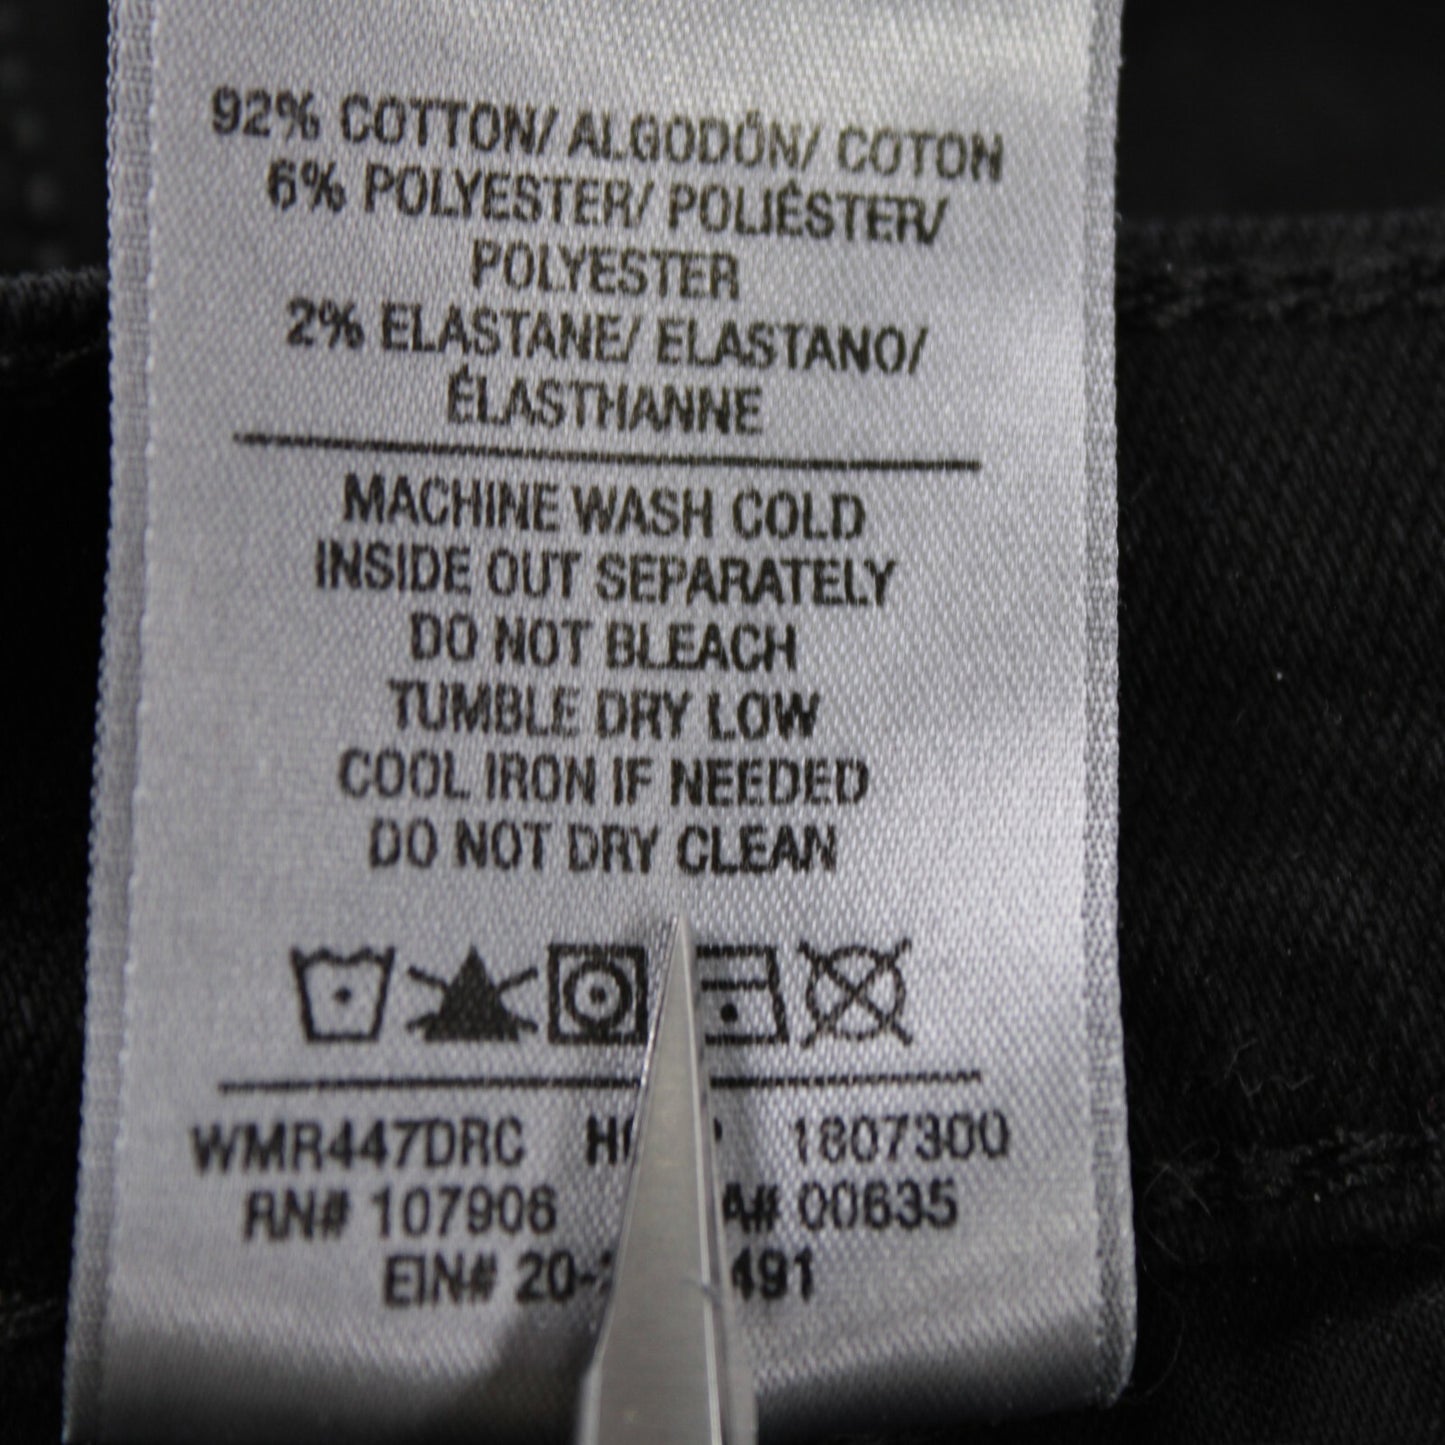 92% COTTON/ ALGODÓN/ COTON
6% POLYESTER/ POLIÉSTER/
POLYESTER
2% ELASTANE/ ELASTANO/
ÉLASTHANNE
MACHINE WASH COLD
INSIDE OUT SEPARATELY
DO NOT BLEACH
TUMBLE DRY LOW
COOL IRON IF NEEDED
DO NOT DRY CLEAN
WMR447DRC 1807300
RN# 107906 00635
EIN#